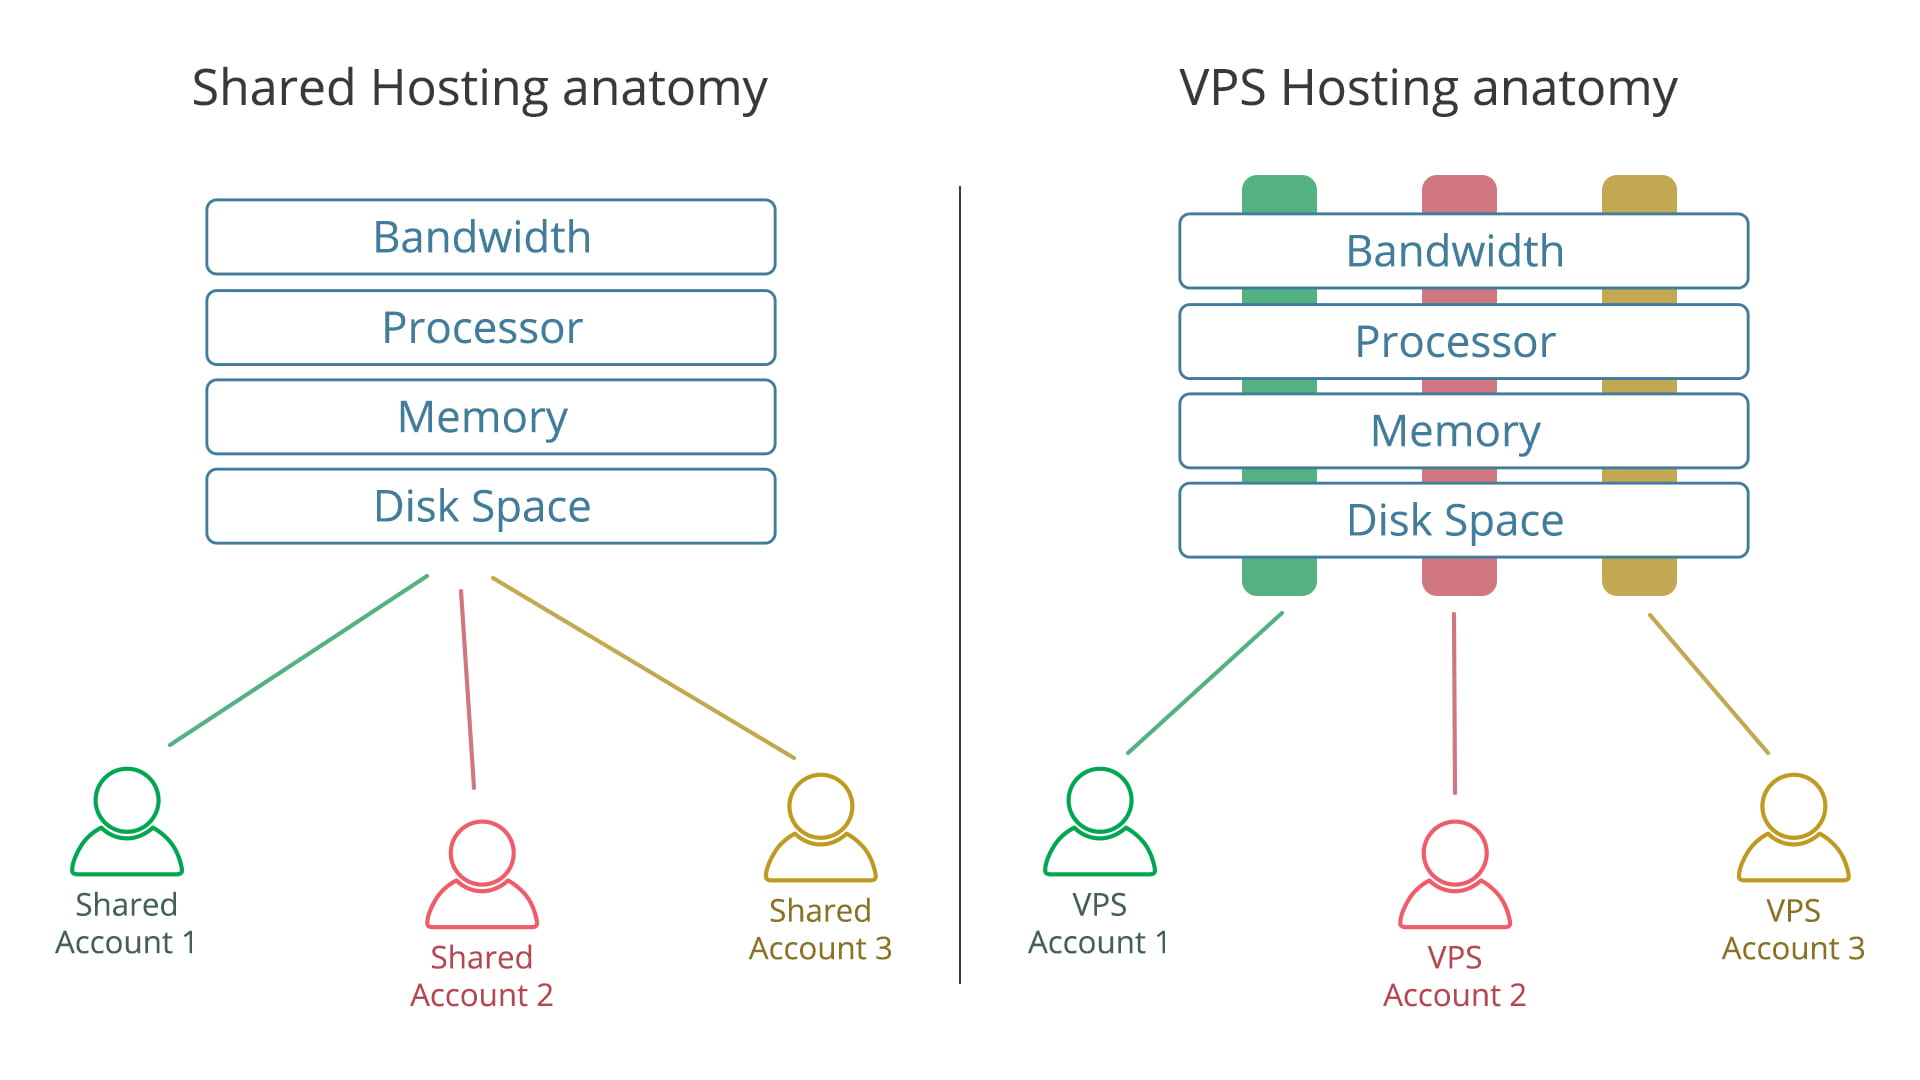 Shared Hosting anatomy
Bandwidth
Processor
Memory
Disk Space
Shared
Account 1
Shared
Account 2
Shared
Account 3
VPS Hosting anatomy
Bandwidth
Processor
Memory
Disk Space
VPS
Account 1
VPS
Account 2
VPS
Account 3